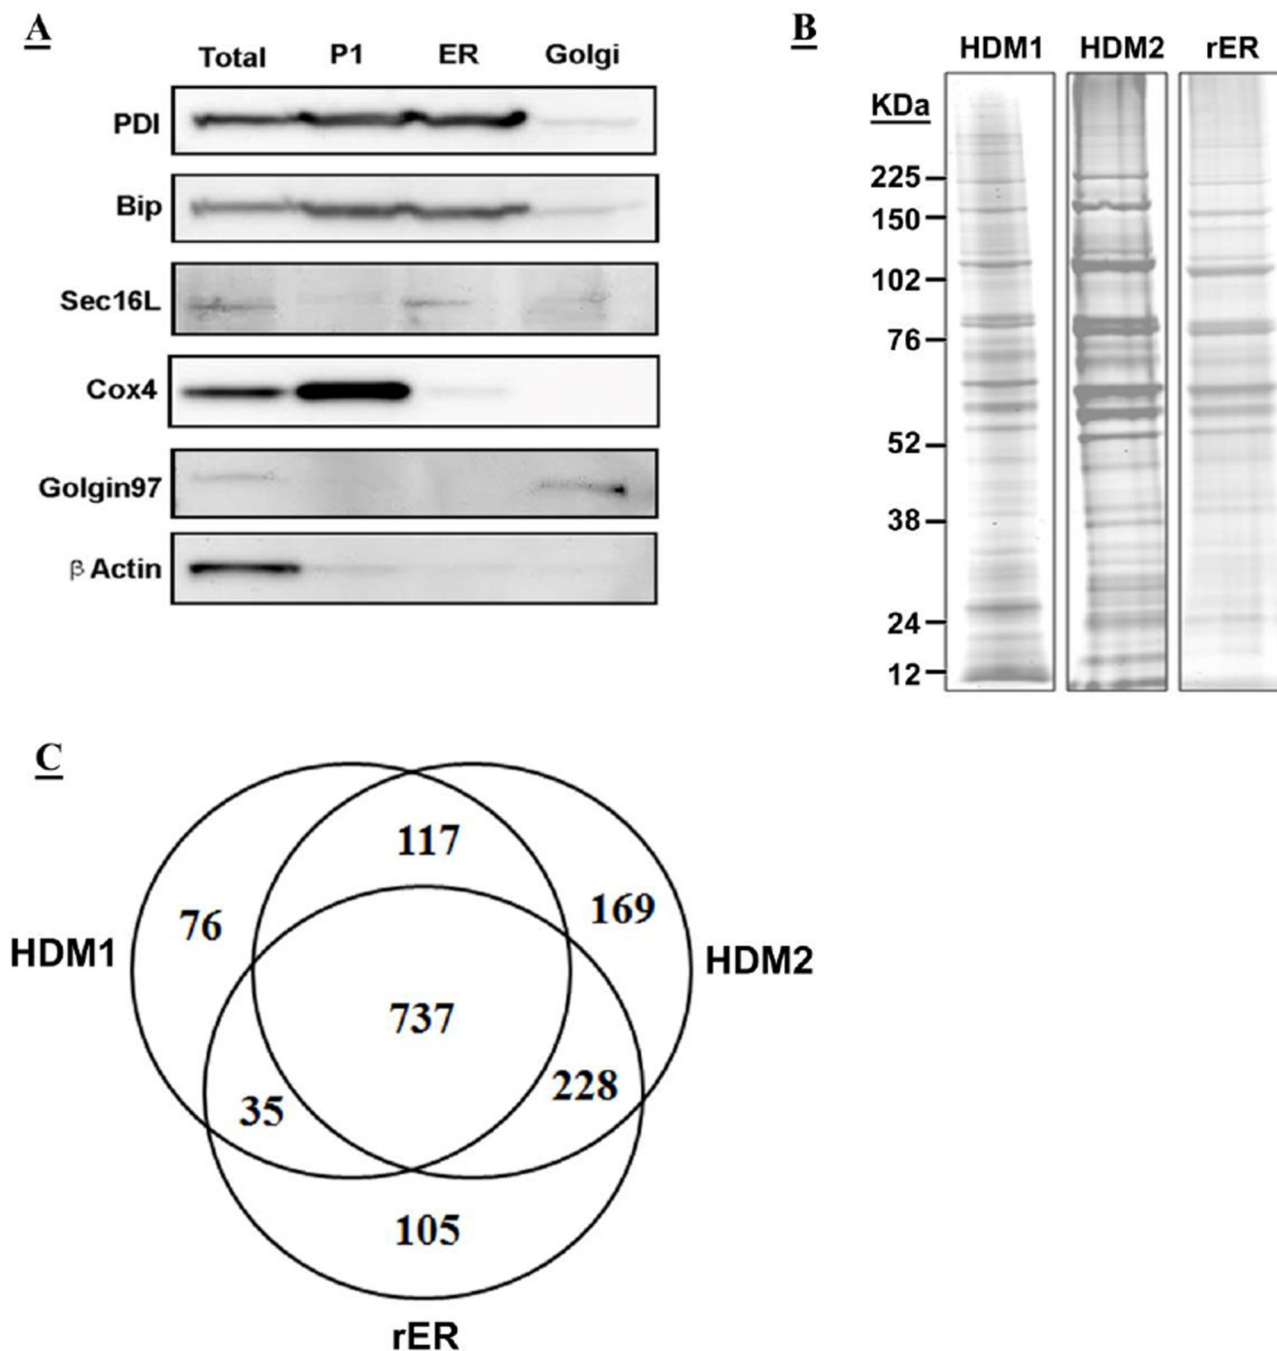 A
Total P1 ER Golgi
PDI
Bip
Sec16L
Cox4
Golgin97
β Actin
B
HDM1 HDM2 rER
KDa
225
150
102
76
52
38
24
12
C
117
76
169
HDM1
HDM2
737
228
35
105
rER